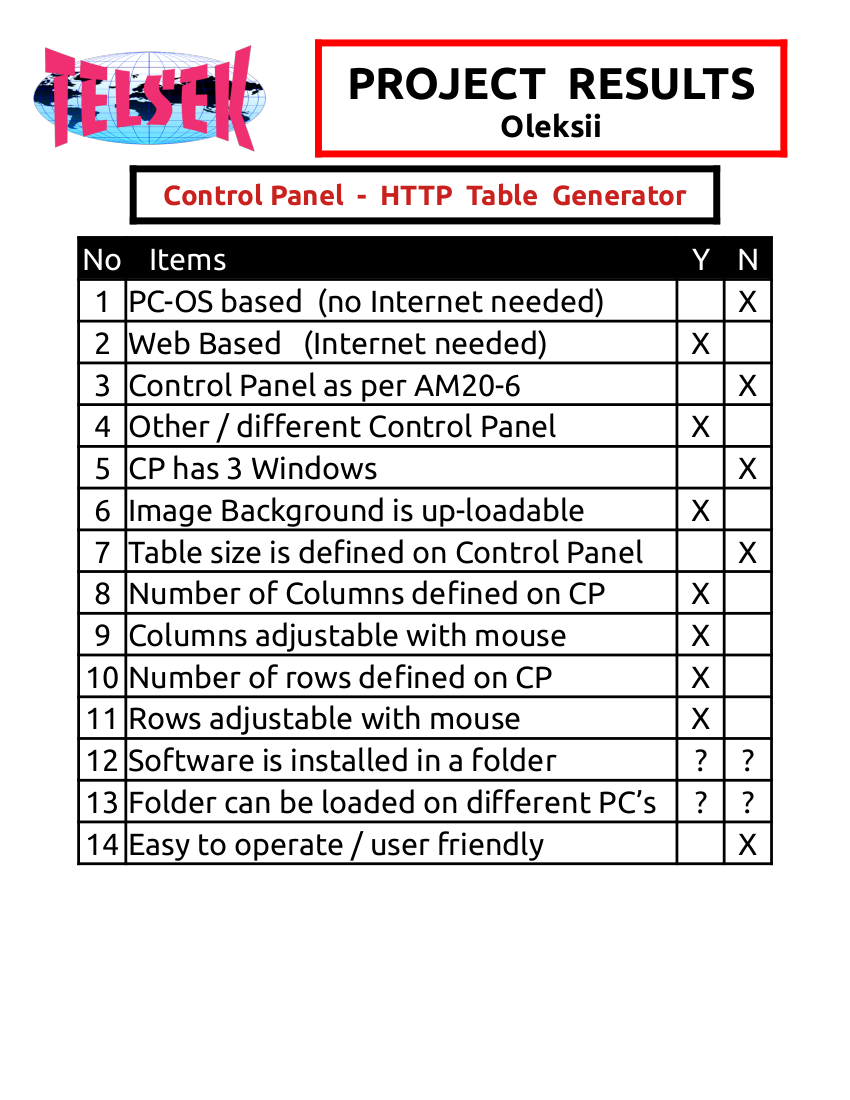 TELSEK
PROJECT RESULTS
Oleksii
Control Panel - HTTP Table Generator
No Items Y N
1 PC-OS based (no Internet needed) X
2 Web Based (Internet needed) X
3 Control Panel as per AM20-6 X
4 Other / different Control Panel X
5 CP has 3 Windows X
6 Image Background is up-loadable X
7 Table size is defined on Control Panel X
8 Number of Columns defined on CP X
9 Columns adjustable with mouse X
10 Number of rows defined on CP X
11 Rows adjustable with mouse X
12 Software is installed in a folder ? ?
13 Folder can be loaded on different PC’s ? ?
14 Easy to operate / user friendly X